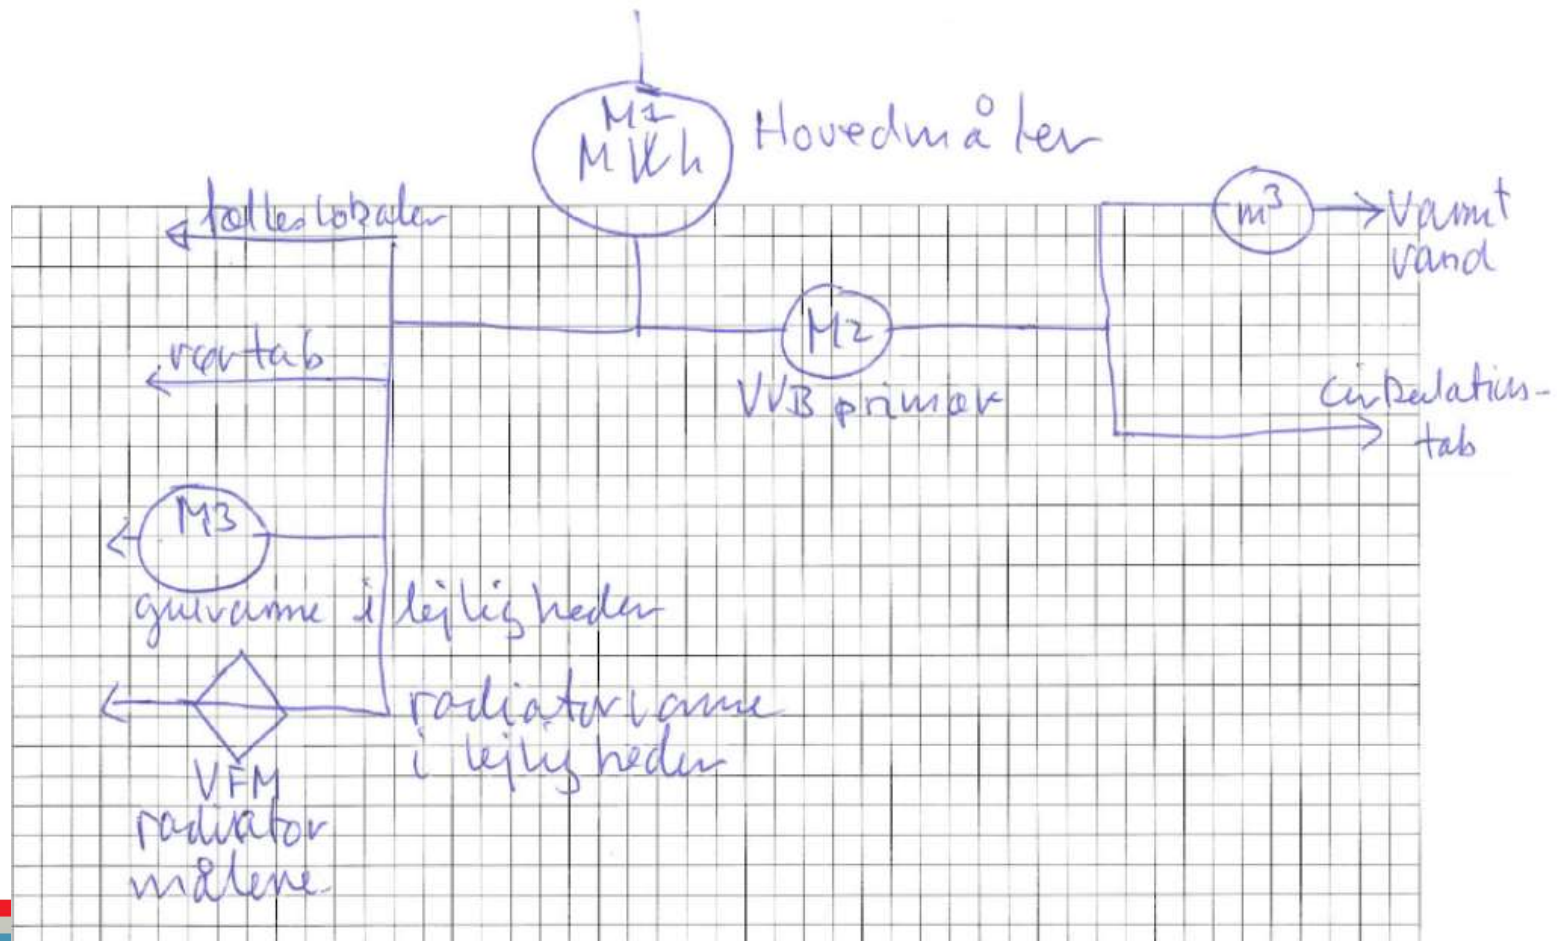 M1
MWh
Hovedmåler
fælleslokaler
m³
Varmt
vand
rørtab
M2
VVB primær
Cirkulations-
tab
M3
gulvarme i lejligheder
radiatorvarme
i lejligheder
VFM
radiator
målere